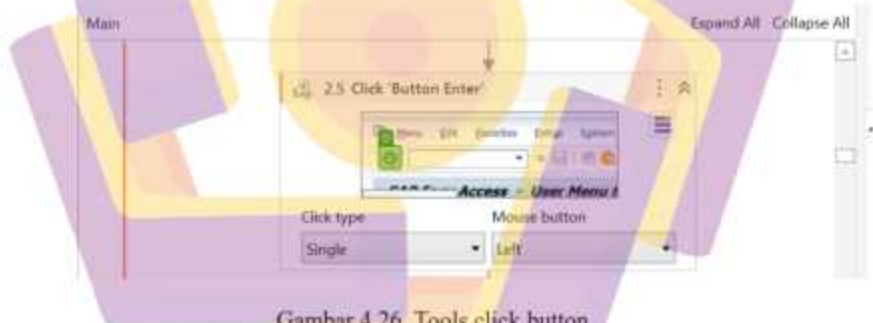 Main Expand All Collapse All
2.5 Click 'Button Enter'
Menu Edit Favorites Extras System
Access - User Menu
Click type Mouse button
Single Left
Gambar 4.26 Tools click button